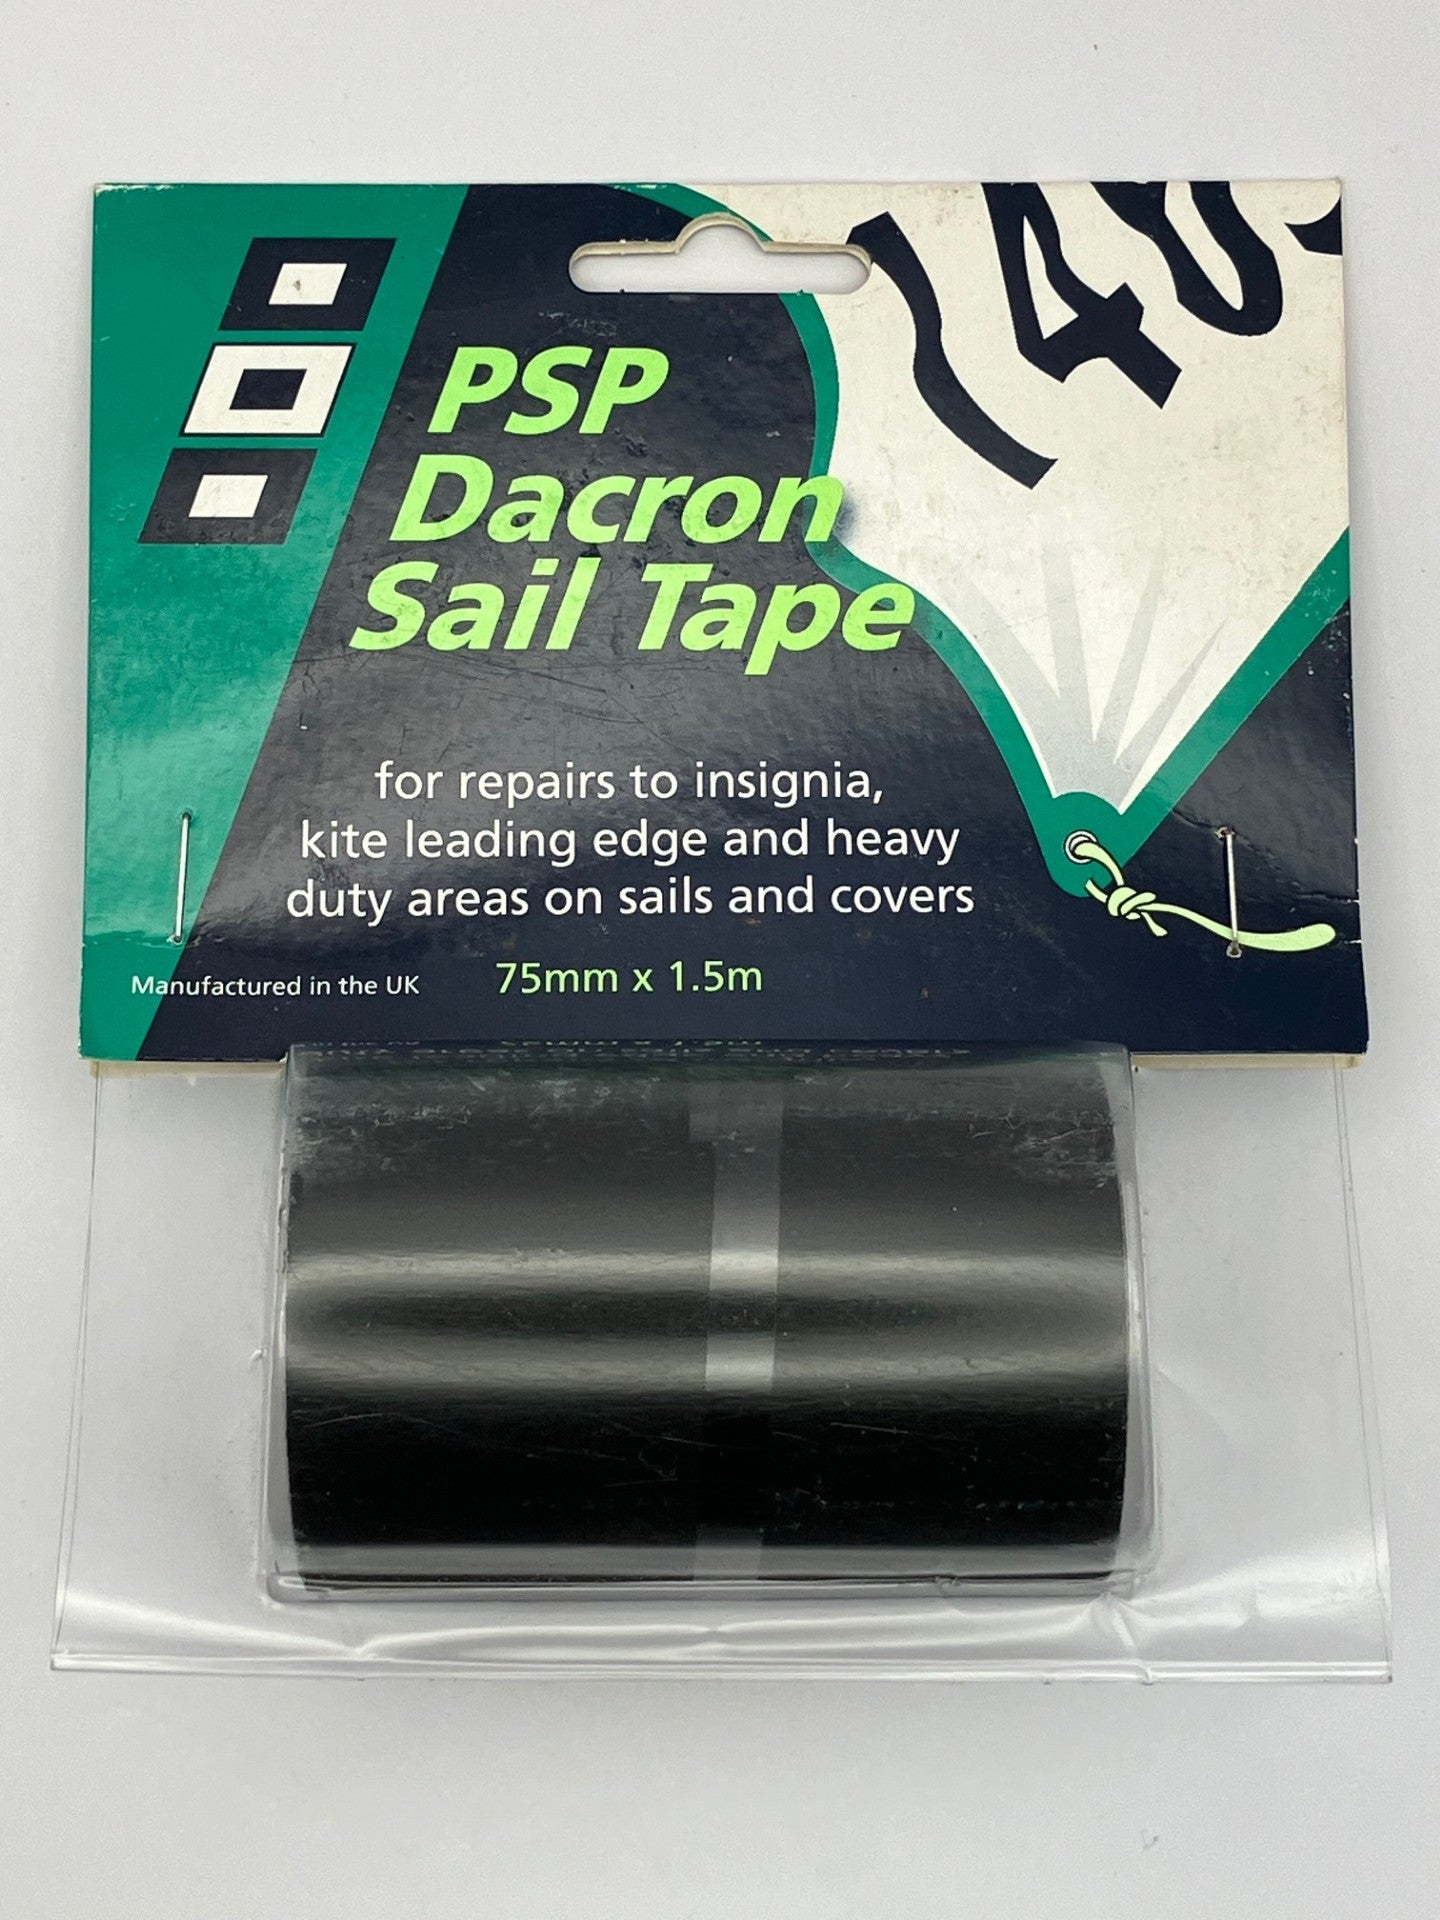 PSP
Dacron
Sail Tape
for repairs to insignia,
kite leading edge and heavy
duty areas on sails and covers
Manufactured in the UK
75mm x 1.5m